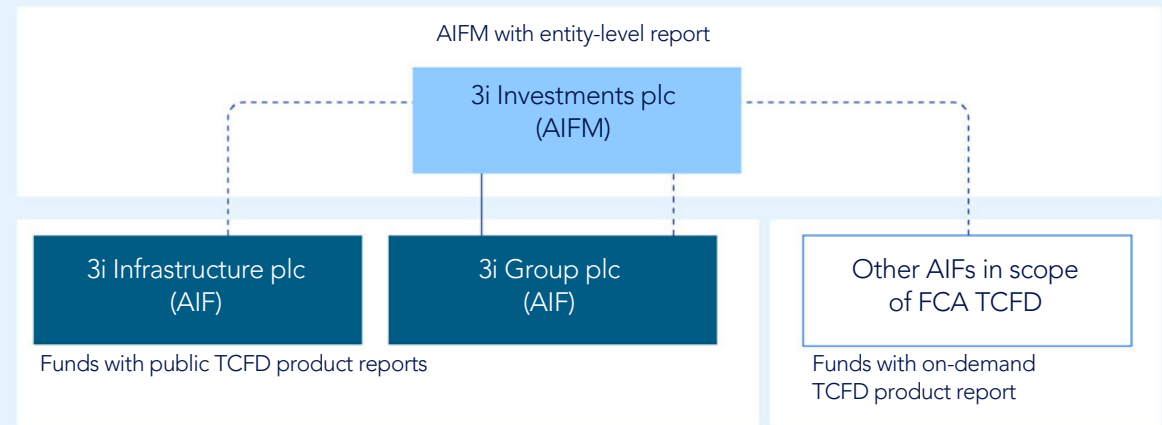 AIFM with entity-level report
3i Investments plc
(AIFM)
3i Infrastructure plc
(AIF)
3i Group plc
(AIF)
Other AIFs in scope
of FCA TCFD
Funds with public TCFD product reports
Funds with on-demand
TCFD product report